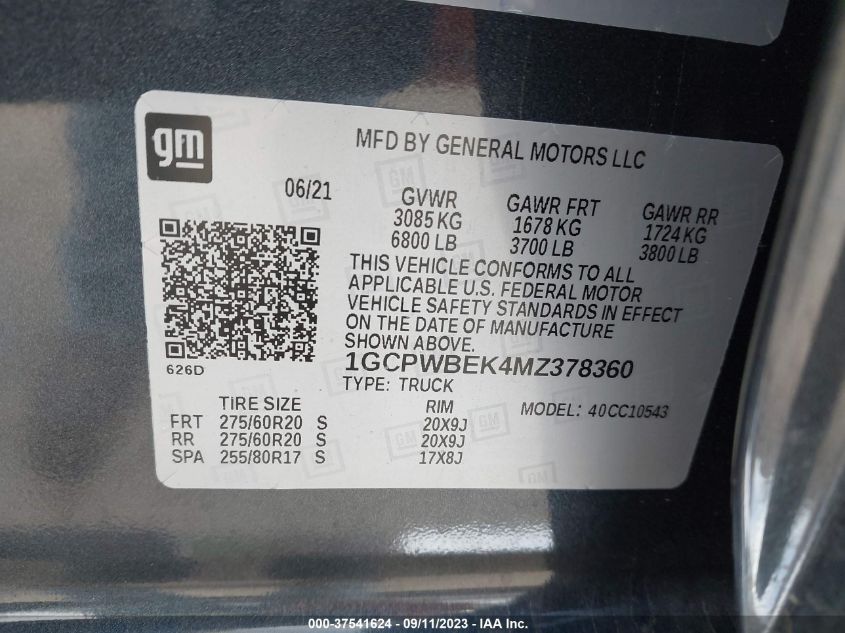 gm
MFD BY GENERAL MOTORS LLC
06/21
GVWR GAWR FRT GAWR RR
3085 KG 1678 KG 1724 KG
6800 LB 3700 LB 3800 LB
THIS VEHICLE CONFORMS TO ALL
APPLICABLE U.S. FEDERAL MOTOR
VEHICLE SAFETY STANDARDS IN EFFECT
ON THE DATE OF MANUFACTURE
SHOWN ABOVE.
626D
1GCPWBEK4MZ378360
TYPE: TRUCK
TIRE SIZE RIM MODEL: 40CC10543
FRT 275/60R20 S 20X9J
RR 275/60R20 S 20X9J
SPA 255/80R17 S 17X8J
000-37541624 - 09/11/2023 - IAA Inc.